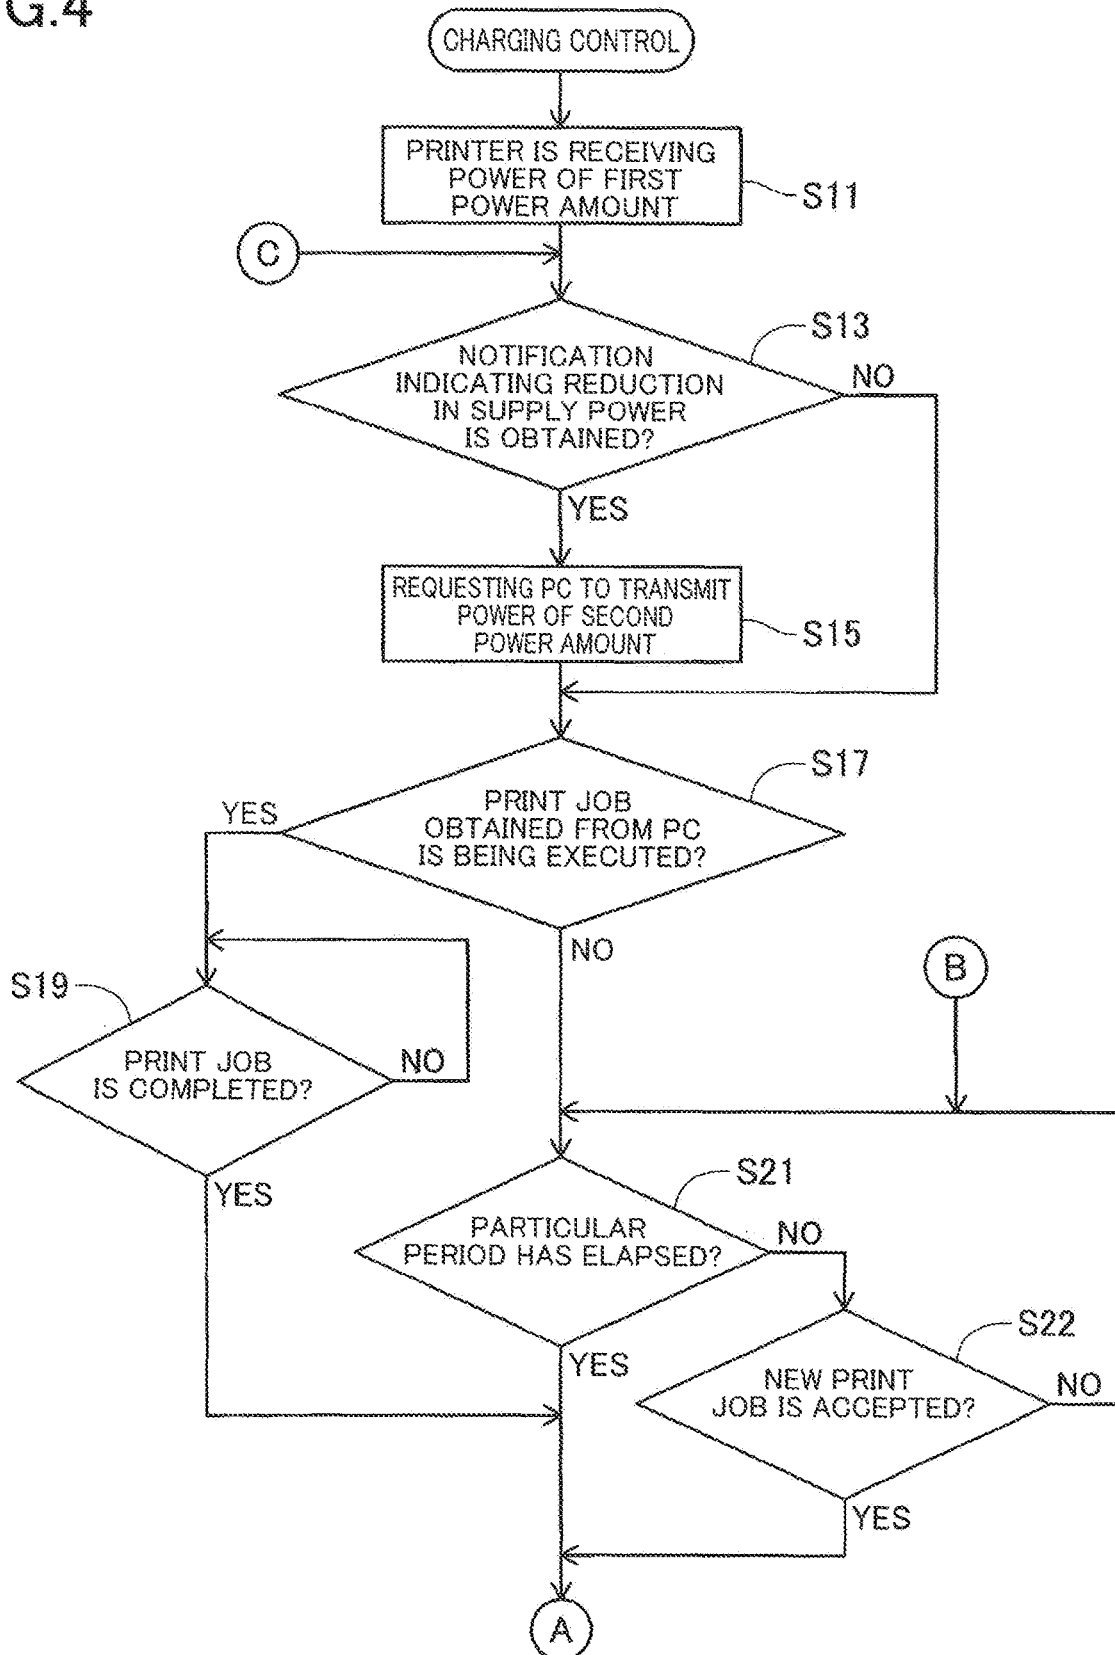 G.4
CHARGING CONTROL
PRINTER IS RECEIVING
POWER OF FIRST
POWER AMOUNT
S11
C
S13
NOTIFICATION
INDICATING REDUCTION
IN SUPPLY POWER
IS OBTAINED?
NO
YES
REQUESTING PC TO TRANSMIT
POWER OF SECOND
POWER AMOUNT
S15
S17
PRINT JOB
OBTAINED FROM PC
IS BEING EXECUTED?
YES
NO
B
S19
PRINT JOB
IS COMPLETED?
NO
YES
S21
PARTICULAR
PERIOD HAS ELAPSED?
NO
YES
S22
NEW PRINT
JOB IS ACCEPTED?
NO
YES
A